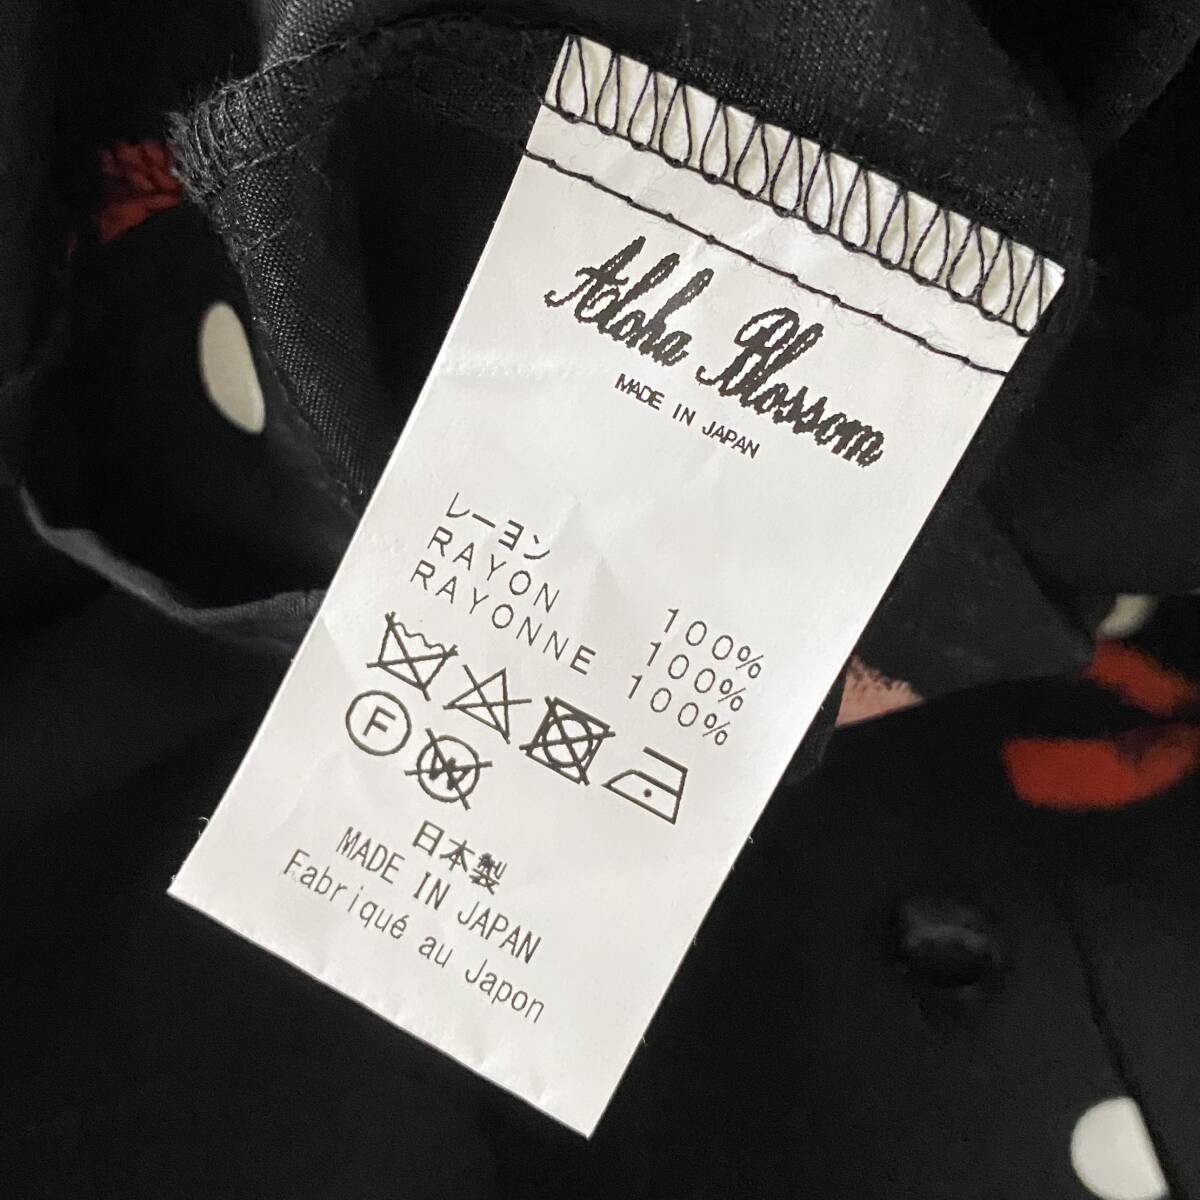 Aloha Blossom
MADE IN JAPAN
レーヨン 100%
RAYON 100%
RAYONNE 100%
F W
日本製
MADE IN JAPAN
Fabriqué au Japon